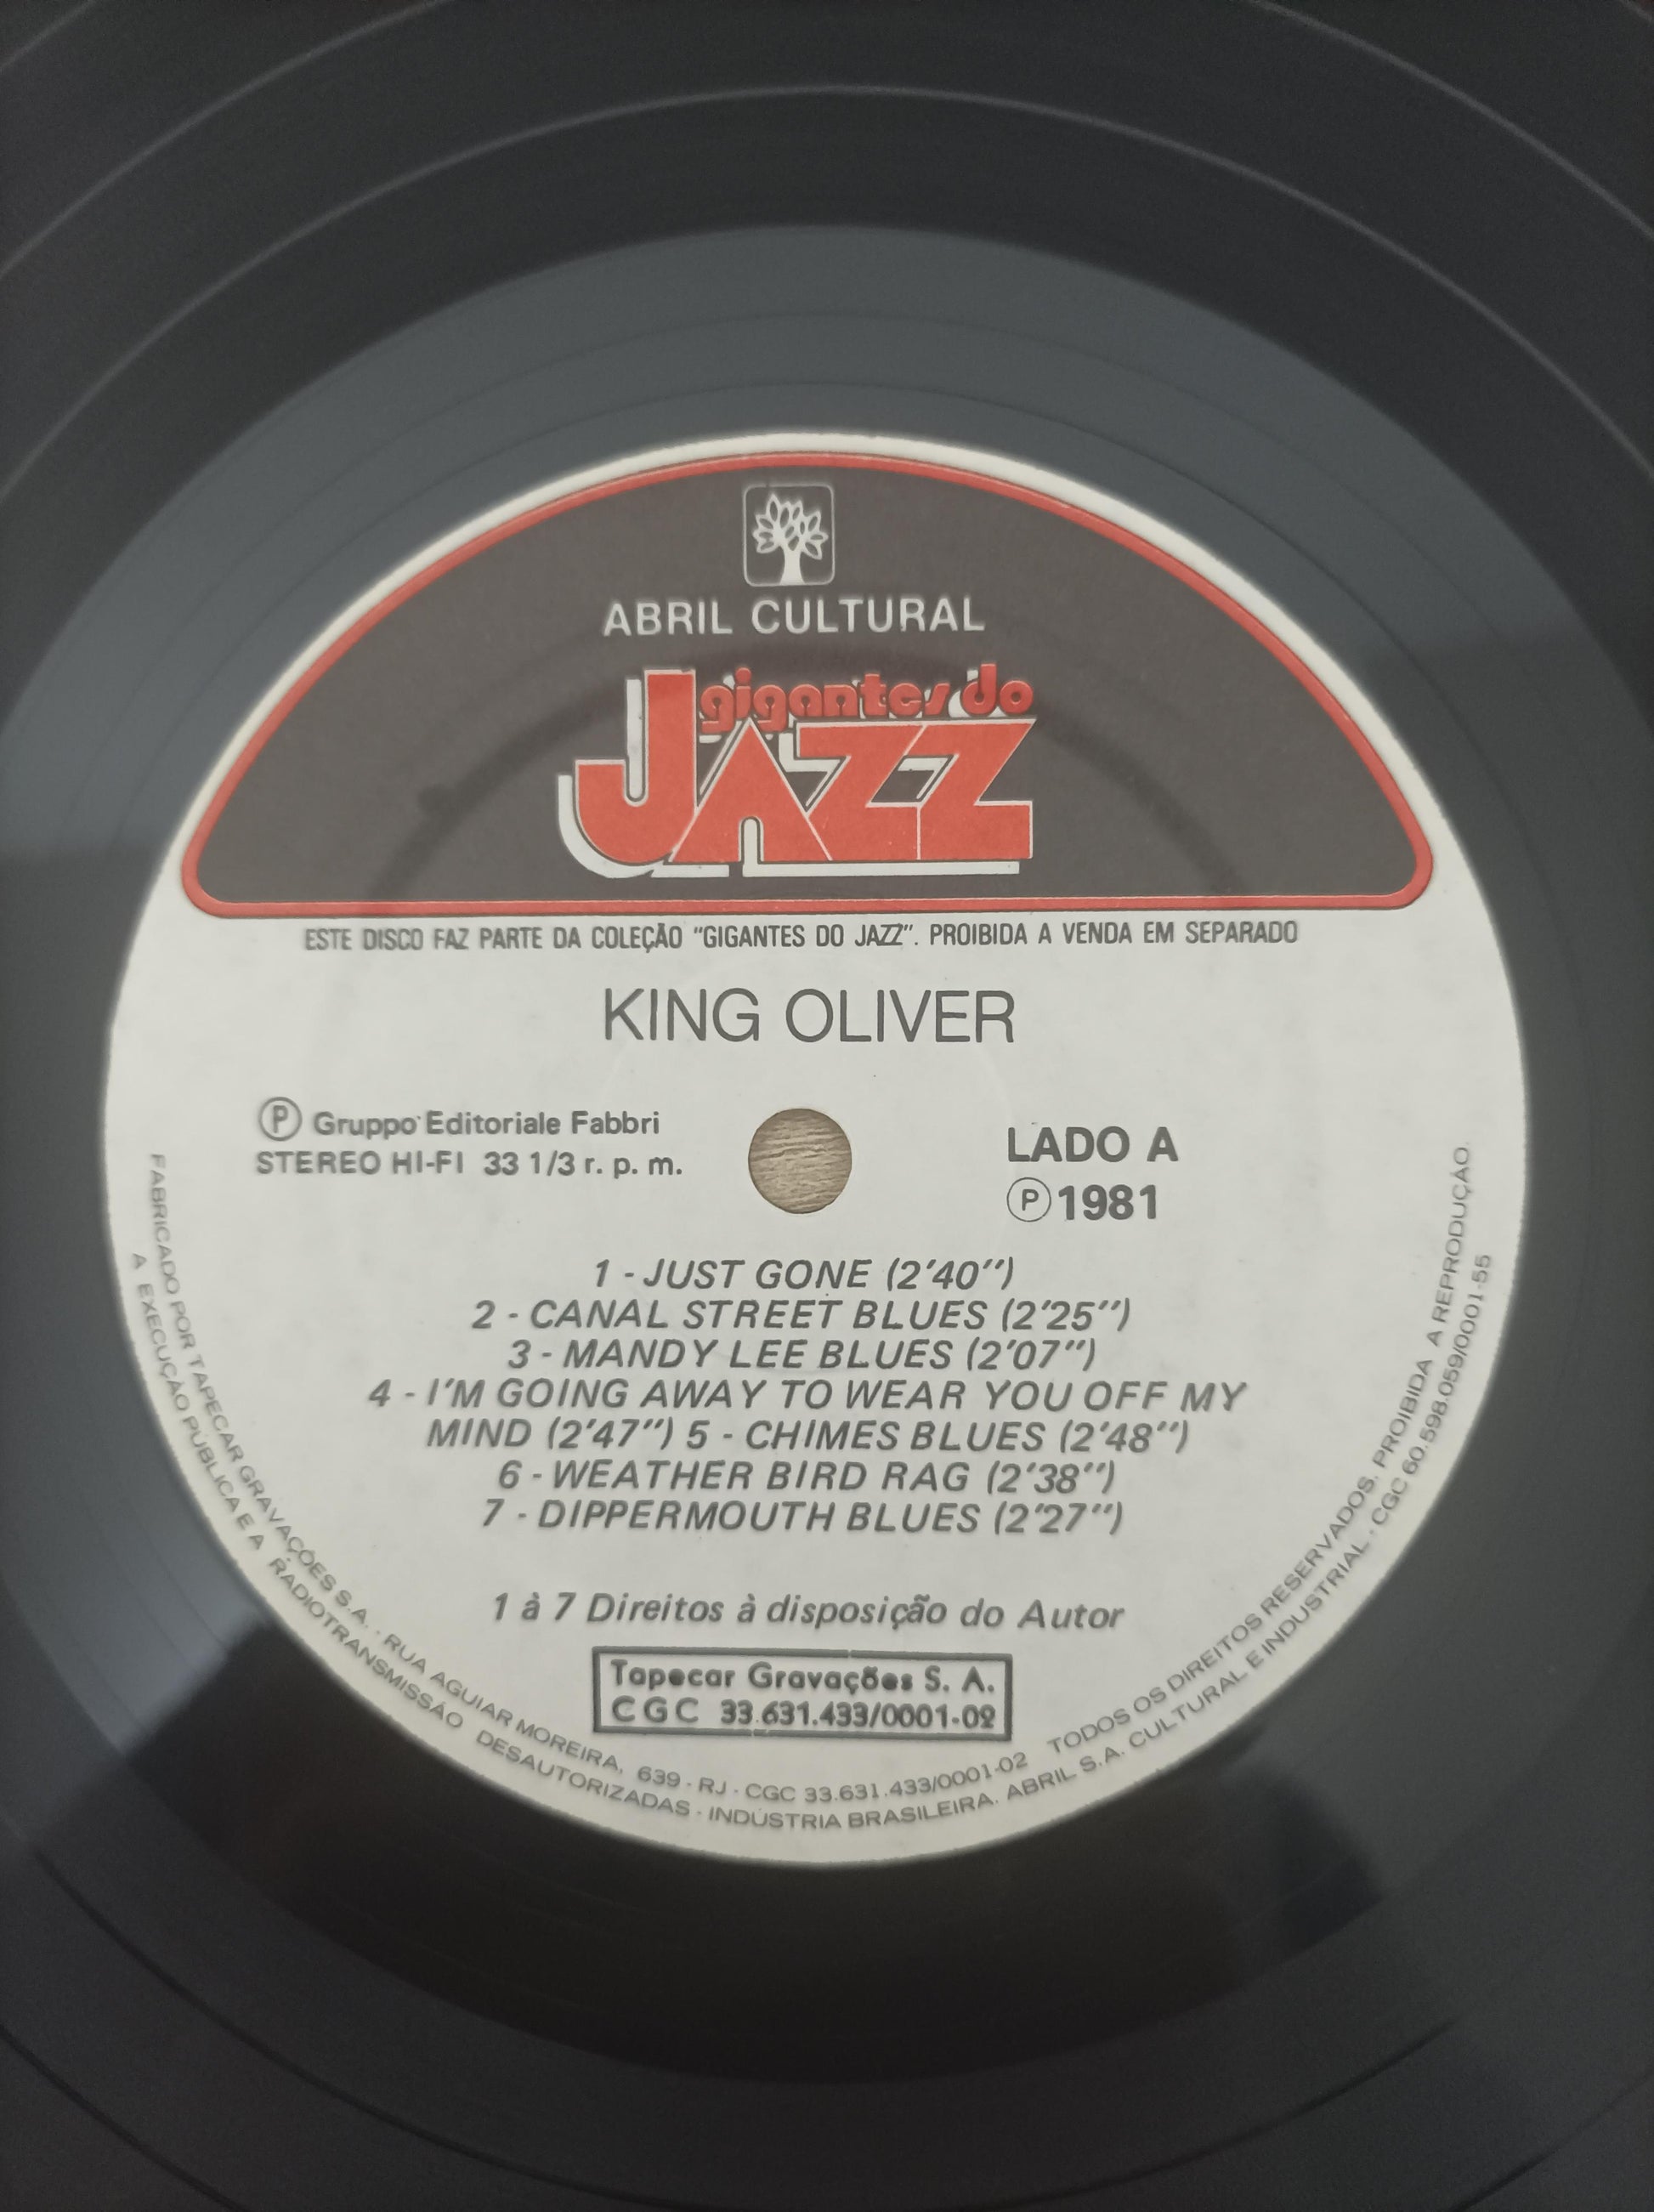 ABRIL CULTURAL
gigantes do
JAZZ
ESTE DISCO FAZ PARTE DA COLEÇÃO "GIGANTES DO JAZZ". PROIBIDA A VENDA EM SEPARADO
KING OLIVER
Ⓟ Gruppo Editoriale Fabbri
STEREO HI-FI 33 1/3 r. p. m.
LADO A
Ⓟ 1981
1 - JUST GONE (2'40")
2 - CANAL STREET BLUES (2'25")
3 - MANDY LEE BLUES (2'07")
4 - I'M GOING AWAY TO WEAR YOU OFF MY
MIND (2'47") 5 - CHIMES BLUES (2'48")
6 - WEATHER BIRD RAG (2'38")
7 - DIPPERMOUTH BLUES (2'27")
1 à 7 Direitos à disposição do Autor
Tapecar Gravações S. A.
CGC 33.631.433/0001-02
FABRICADO POR TAPECAR GRAVAÇÕES S.A. - RUA AGUIAR MOREIRA, 639 - RJ - CGC 33.631.433/0001-02 TODOS OS DIREITOS RESERVADOS. PROIBIDA A REPRODUÇÃO.
A EXECUÇÃO PÚBLICA E A RADIOTRANSMISSÃO DESAUTORIZADAS - INDÚSTRIA BRASILEIRA. ABRIL S.A. CULTURAL E INDUSTRIAL - CGC 60.598.059/0001-55